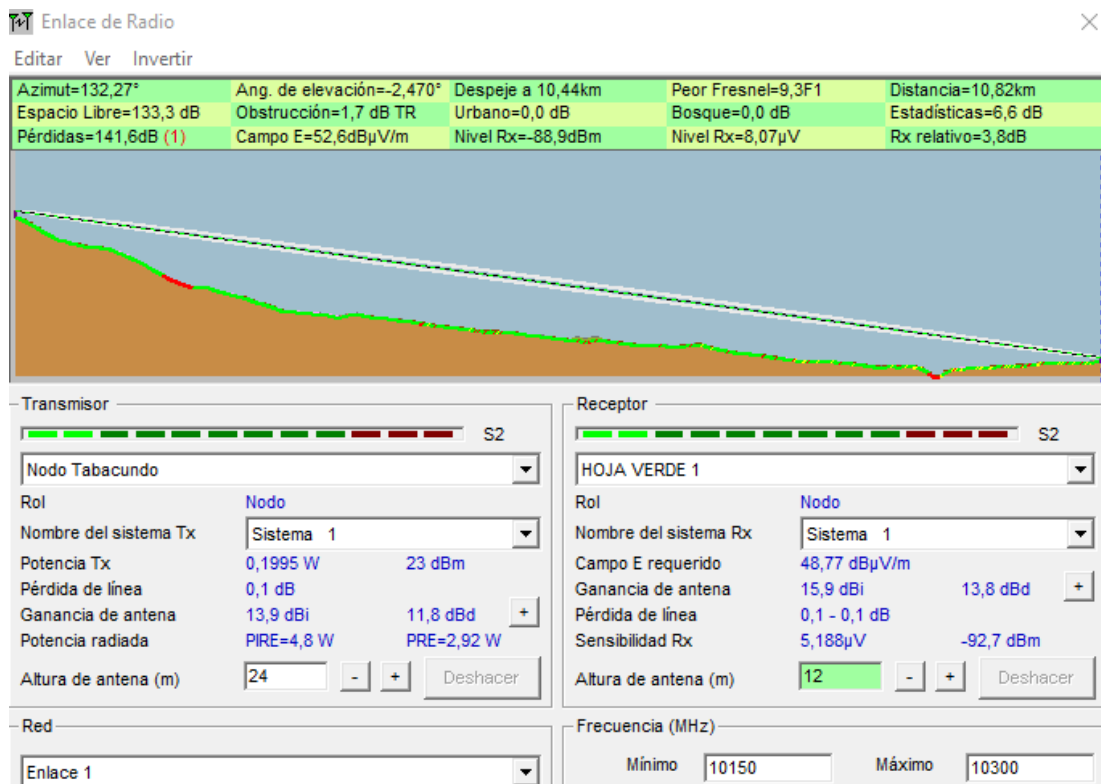 Enlace de Radio
Editar Ver Invertir
Azimut=132,27° Ang. de elevación=-2,470° Despeje a 10,44km Peor Fresnel=9,3F1 Distancia=10,82km
Espacio Libre=133,3 dB Obstrucción=1,7 dB TR Urbano=0,0 dB Bosque=0,0 dB Estadísticas=6,6 dB
Pérdidas=141,6dB (1) Campo E=52,6dBµV/m Nivel Rx=-88,9dBm Nivel Rx=8,07µV Rx relativo=3,8dB
Transmisor
S2
Nodo Tabacundo
Rol Nodo
Nombre del sistema Tx Sistema 1
Potencia Tx 0,1995 W 23 dBm
Pérdida de línea 0,1 dB
Ganancia de antena 13,9 dBi 11,8 dBd +
Potencia radiada PIRE=4,8 W PRE=2,92 W
Altura de antena (m) 24 - + Deshacer
Receptor
S2
HOJA VERDE 1
Rol Nodo
Nombre del sistema Rx Sistema 1
Campo E requerido 48,77 dBµV/m
Ganancia de antena 15,9 dBi 13,8 dBd +
Pérdida de línea 0,1 - 0,1 dB
Sensibilidad Rx 5,188µV -92,7 dBm
Altura de antena (m) 12 - + Deshacer
Red
Enlace 1
Frecuencia (MHz)
Mínimo 10150 Máximo 10300